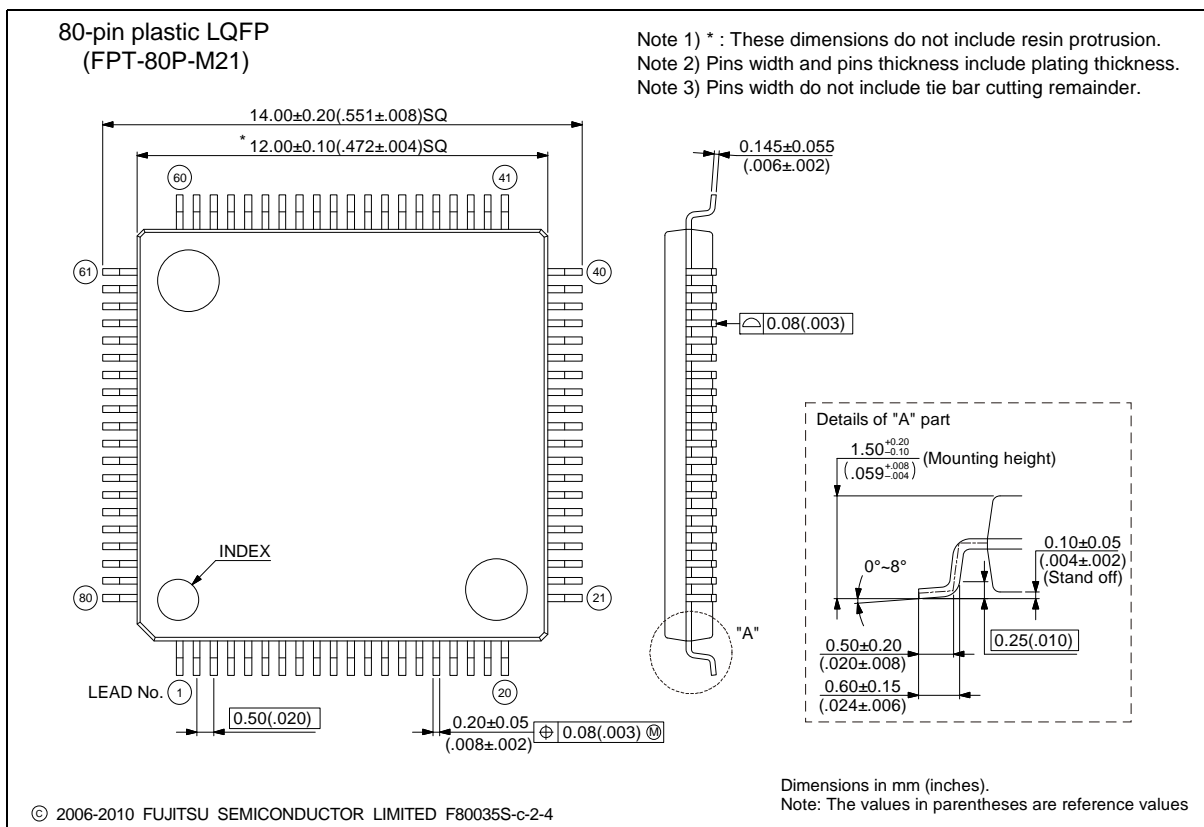 80-pin plastic LQFP
(FPT-80P-M21)
Note 1) * : These dimensions do not include resin protrusion.
Note 2) Pins width and pins thickness include plating thickness.
Note 3) Pins width do not include tie bar cutting remainder.
14.00±0.20(.551±.008)SQ
* 12.00±0.10(.472±.004)SQ
0.145±0.055
(.006±.002)
60
41
61
40
0.08(.003)
Details of "A" part
1.50 +0.20 −0.10 (Mounting height)
(.059 +.008 −.004)
0.10±0.05
(.004±.002)
(Stand off)
0°~8°
INDEX
80
21
"A"
0.25(.010)
0.50±0.20
(.020±.008)
0.60±0.15
(.024±.006)
LEAD No. 1
20
0.50(.020)
0.20±0.05
(.008±.002)
⌖ 0.08(.003) Ⓜ
Dimensions in mm (inches).
Note: The values in parentheses are reference values
© 2006-2010 FUJITSU SEMICONDUCTOR LIMITED F80035S-c-2-4